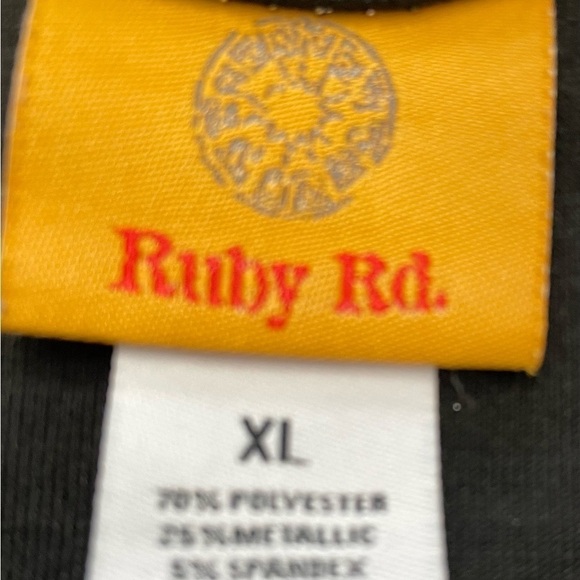 Ruby Rd.
XL
70% POLYESTER
25% METALLIC
5% SPANDEX